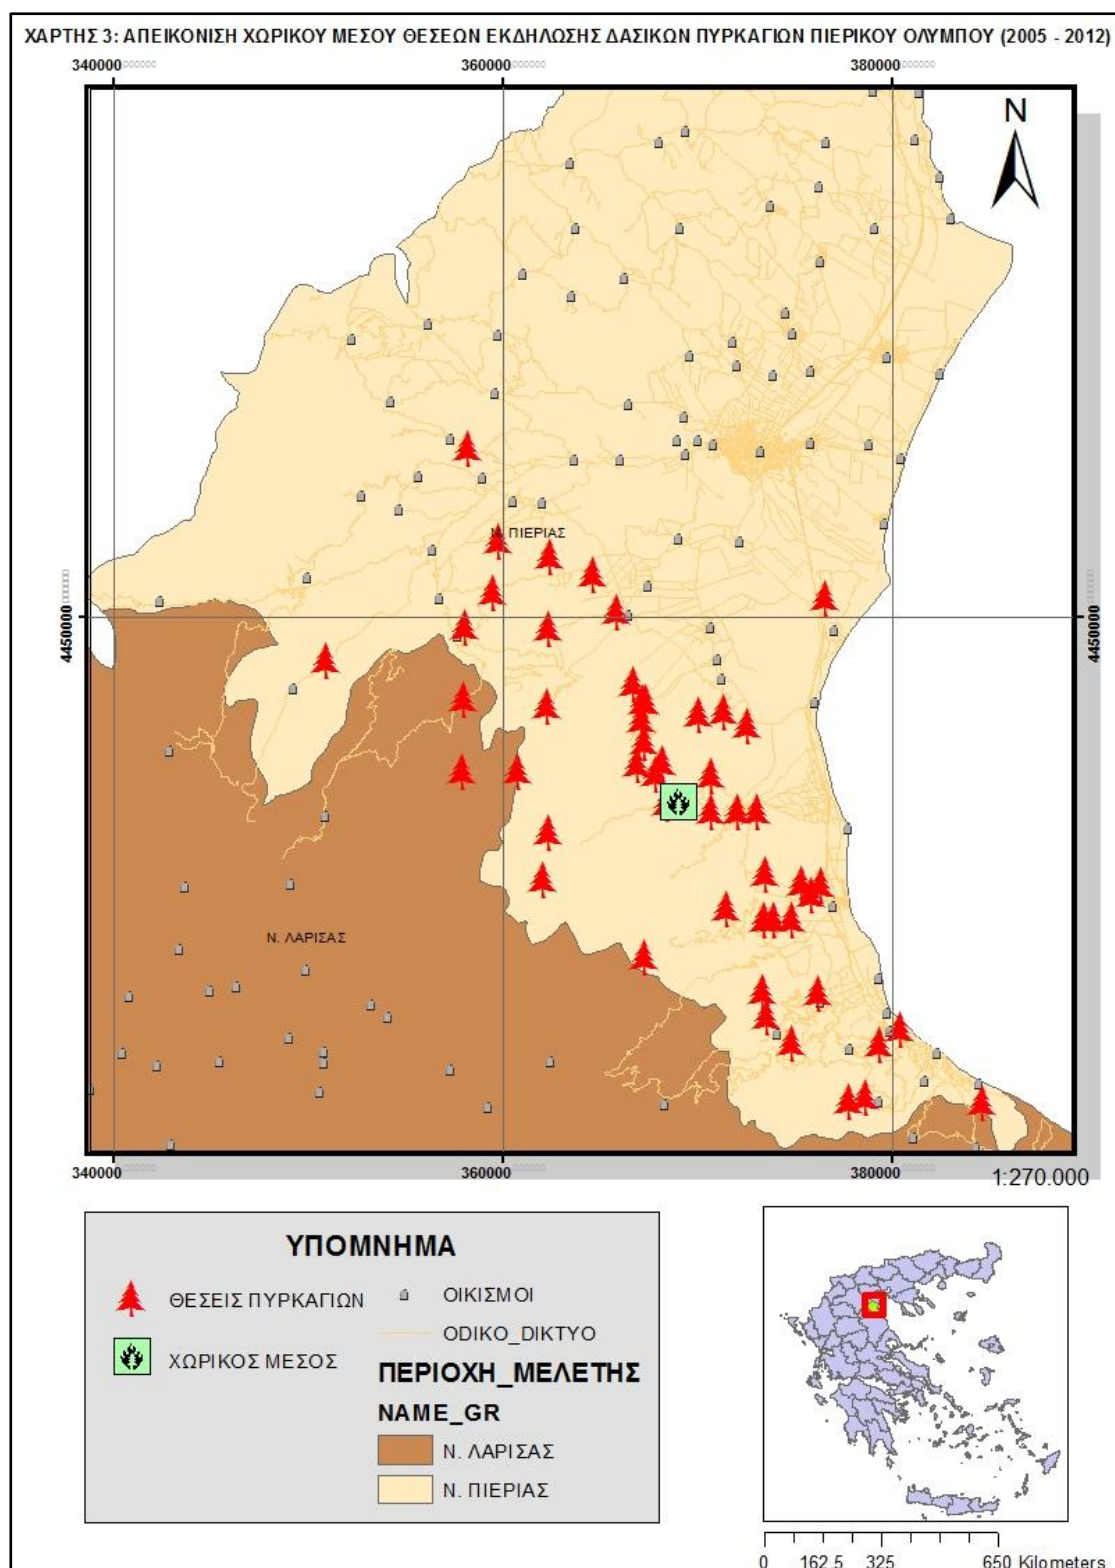 ΧΑΡΤΗΣ 3: ΑΠΕΙΚΟΝΙΣΗ ΧΩΡΙΚΟΥ ΜΕΣΟΥ ΘΕΣΕΩΝ ΕΚΔΗΛΩΣΗΣ ΔΑΣΙΚΩΝ ΠΥΡΚΑΓΙΩΝ ΠΙΕΡΙΚΟΥ ΟΛΥΜΠΟΥ (2005 - 2012)
340000 360000 380000
N
Ν. ΠΙΕΡΙΑΣ
4450000 4450000
Ν. ΛΑΡΙΣΑΣ
340000 360000 380000
1:270.000
ΥΠΟΜΝΗΜΑ
ΘΕΣΕΙΣ ΠΥΡΚΑΓΙΩΝ
ΧΩΡΙΚΟΣ ΜΕΣΟΣ
ΟΙΚΙΣΜΟΙ
ODIKO_DIKTYO
ΠΕΡΙΟΧΗ_ΜΕΛΕΤΗΣ
NAME_GR
Ν. ΛΑΡΙΣΑΣ
Ν. ΠΙΕΡΙΑΣ
0 162.5 325 650 Kilometers